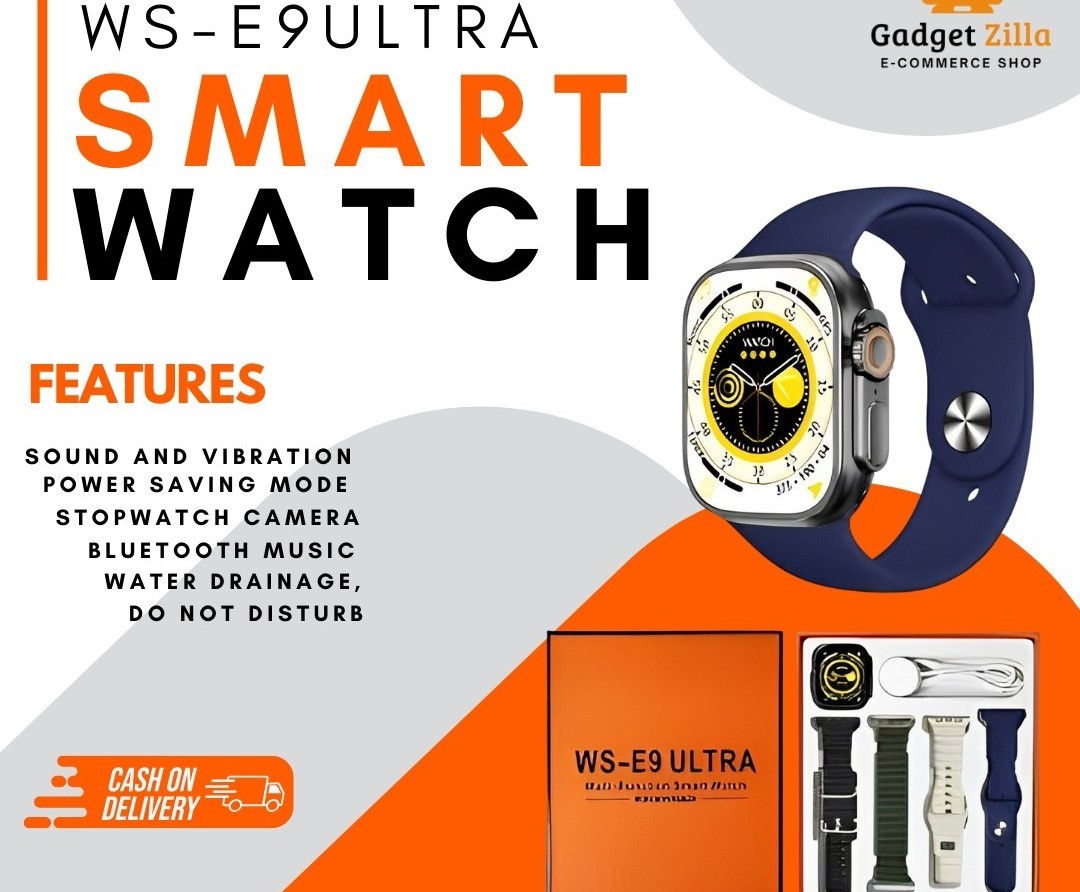 WS-E9ULTRA
SMART
WATCH
Gadget Zilla
E-COMMERCE SHOP
FEATURES
SOUND AND VIBRATION
POWER SAVING MODE
STOPWATCH CAMERA
BLUETOOTH MUSIC
WATER DRAINAGE,
DO NOT DISTURB
CASH ON
DELIVERY
WS-E9 ULTRA